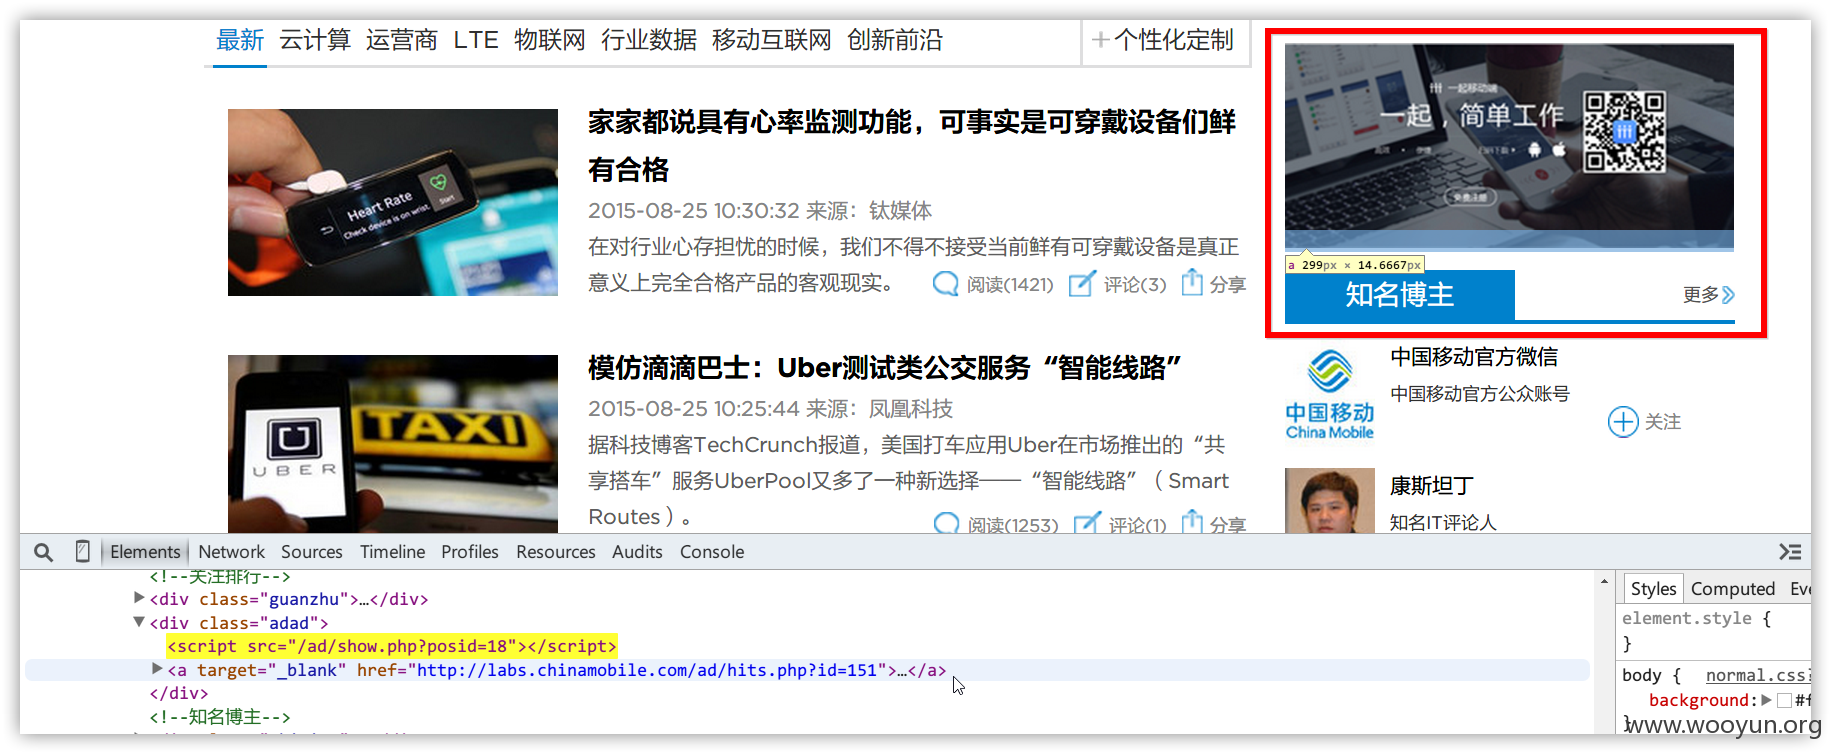 最新 云计算 运营商 LTE 物联网 行业数据 移动互联网 创新前沿 +个性化定制
家家都说具有心率监测功能，可事实是可穿戴设备们鲜
有合格
2015-08-25 10:30:32 来源：钛媒体
在对行业心存担忧的时候，我们不得不接受当前鲜有可穿戴设备是真正
意义上完全合格产品的客观现实。
阅读(1421) 评论(3) 分享
Heart Rate
Check device is on wrist.
Start
模仿滴滴巴士：Uber测试类公交服务“智能线路”
2015-08-25 10:25:44 来源：凤凰科技
据科技博客TechCrunch报道，美国打车应用Uber在市场推出的“共
享搭车”服务UberPool又多了一种新选择——“智能线路”（Smart
Routes）。
阅读(1253) 评论(1) 分享
UBER
TAXI
一起移动端
一起，简单工作
免费注册
a 299px × 14.6667px
知名博主 更多
中国移动官方微信
中国移动官方公众账号
中国移动
China Mobile
关注
康斯坦丁
知名IT评论人
Elements Network Sources Timeline Profiles Resources Audits Console
<!--关注排行-->
<div class="guanzhu">…</div>
<div class="adad">
<script src="/ad/show.php?posid=18"></script>
<a target="_blank" href="http://labs.chinamobile.com/ad/hits.php?id=151">…</a>
</div>
<!--知名博主-->
Styles Computed Eve
element.style {
}
body { normal.css?
background: #f
}
www.wooyun.org